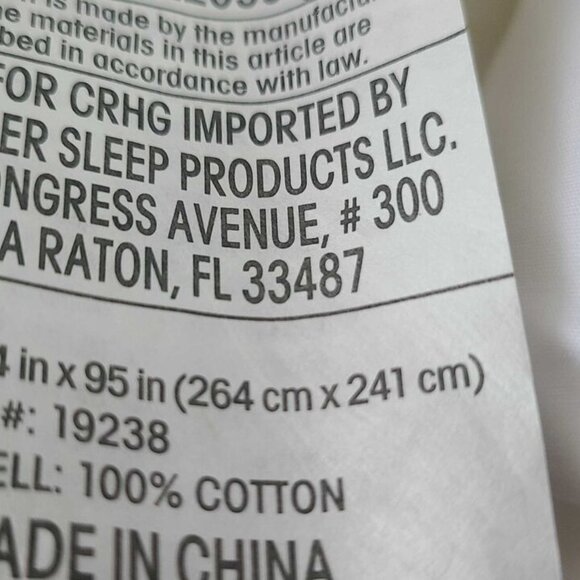 is made by the
materials in this article are
in accordance with law.
FOR CRHG IMPORTED BY
ER SLEEP PRODUCTS LLC.
NGRESS AVENUE, # 300
A RATON, FL 33487
4 in x 95 in (264 cm x 241 cm)
#: 19238
ELL: 100% COTTON
ADE IN CHINA